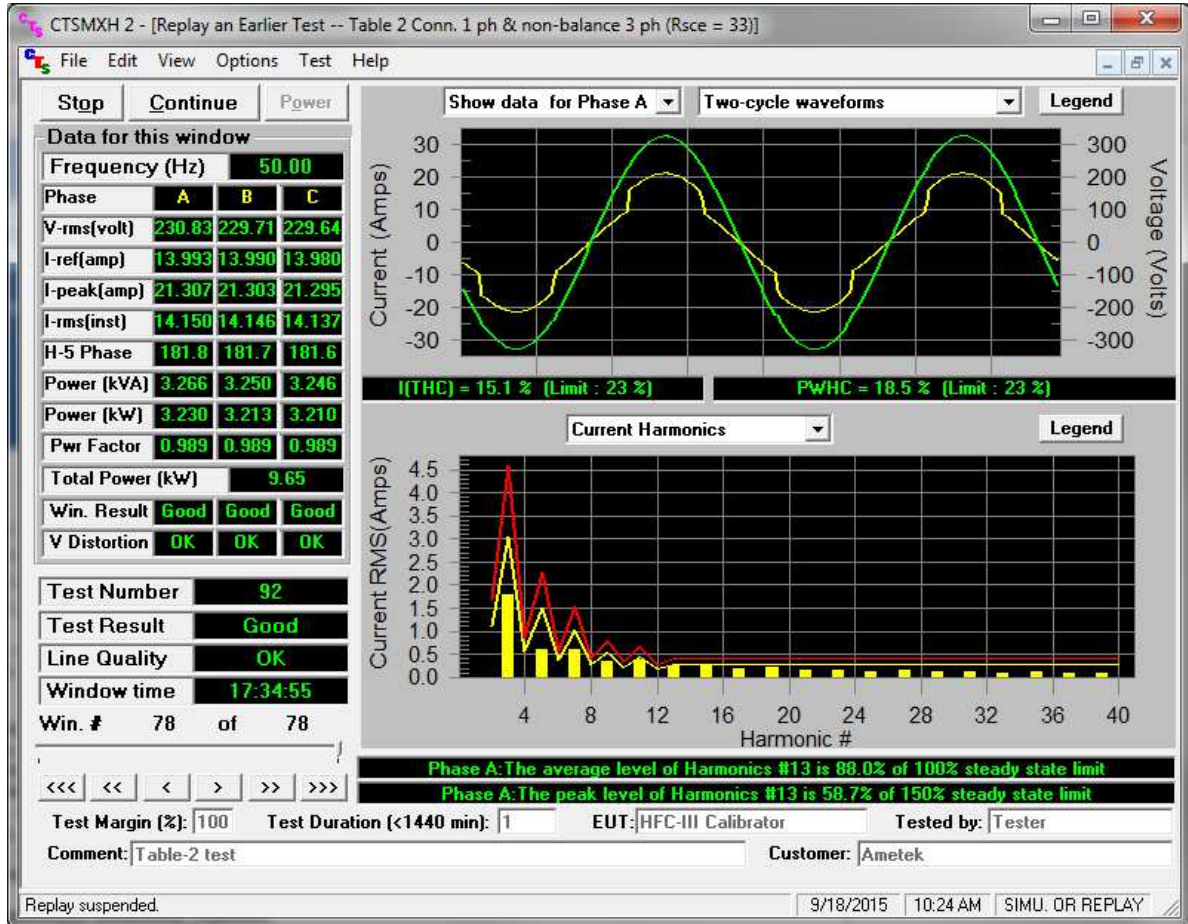 CTSMXH 2 - [Replay an Earlier Test -- Table 2 Conn. 1 ph & non-balance 3 ph (Rsce = 33)]
File Edit View Options Test Help
Stop Continue Power
Data for this window
Frequency (Hz) 50.00
Phase A B C
V-rms(volt) 230.83 229.71 229.64
I-ref(amp) 13.993 13.990 13.980
I-peak(amp) 21.307 21.303 21.295
I-rms(inst) 14.150 14.146 14.137
H-5 Phase 181.8 181.7 181.6
Power (kVA) 3.266 3.250 3.246
Power (kW) 3.230 3.213 3.210
Pwr Factor 0.989 0.989 0.989
Total Power (kW) 9.65
Win. Result Good Good Good
V Distortion OK OK OK
Test Number 92
Test Result Good
Line Quality OK
Window time 17:34:55
Win. # 78 of 78
<<< << < > >> >>>
Show data for Phase A Two-cycle waveforms Legend
Current (Amps)
30
20
10
0
-10
-20
-30
300
200
100
0
-100
-200
-300
Voltage (Volts)
I(THC) = 15.1 % (Limit : 23 %) PWHC = 18.5 % (Limit : 23 %)
Current Harmonics Legend
Current RMS(Amps)
4.5
4.0
3.5
3.0
2.5
2.0
1.5
1.0
0.5
0.0
4 8 12 16 20 24 28 32 36 40
Harmonic #
Phase A:The average level of Harmonics #13 is 88.0% of 100% steady state limit
Phase A:The peak level of Harmonics #13 is 58.7% of 150% steady state limit
Test Margin (%): 100 Test Duration (<1440 min): 1 EUT: HFC-III Calibrator Tested by: Tester
Comment: Table-2 test Customer: Ametek
Replay suspended. 9/18/2015 10:24 AM SIMU. OR REPLAY